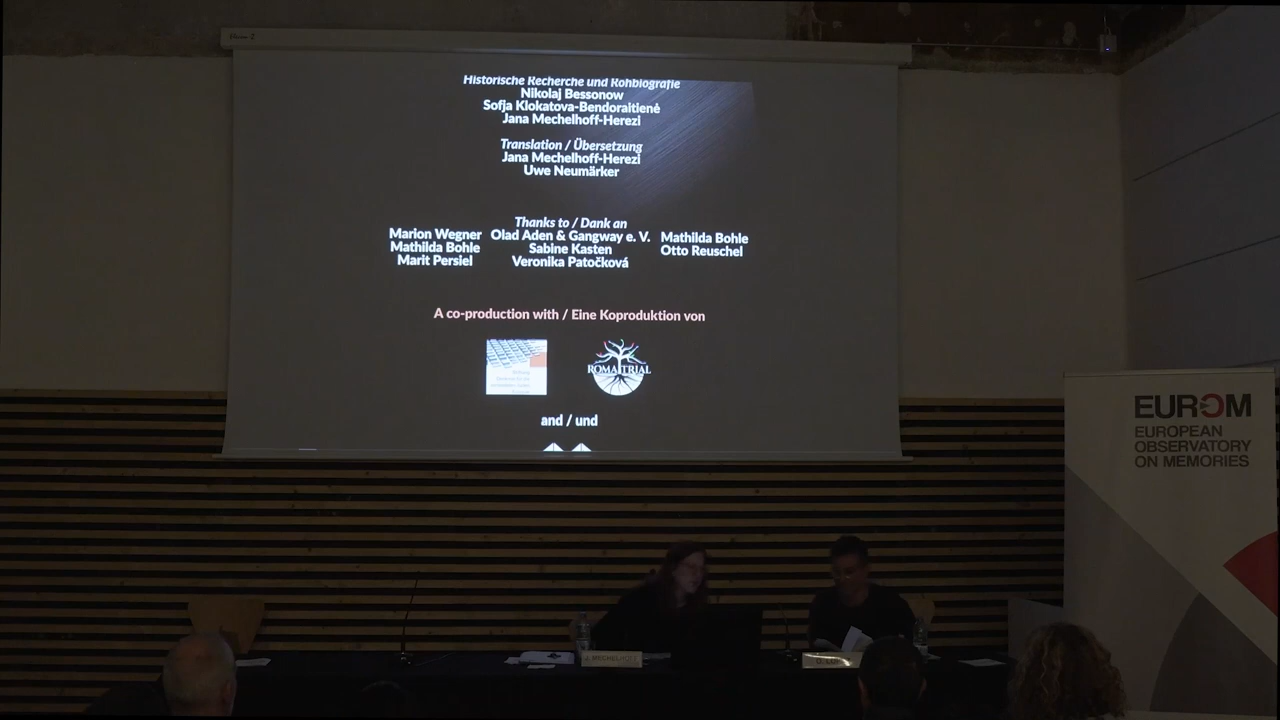 Historische Recherche und Rohbiografie
Nikolaj Bessonow
Sofja Klokatova-Bendoraitienė
Jana Mechelhoff-Herezi
Translation / Übersetzung
Jana Mechelhoff-Herezi
Uwe Neumärker
Thanks to / Dank an
Marion Wegner
Mathilda Bohle
Marit Persiel
Olad Aden & Gangway e. V.
Sabine Kasten
Veronika Patočková
Mathilda Bohle
Otto Reuschel
A co-production with / Eine Koproduktion von
ROMATRIAL
and / und
EUROM
EUROPEAN
OBSERVATORY
ON MEMORIES
J. MECHELHOFF